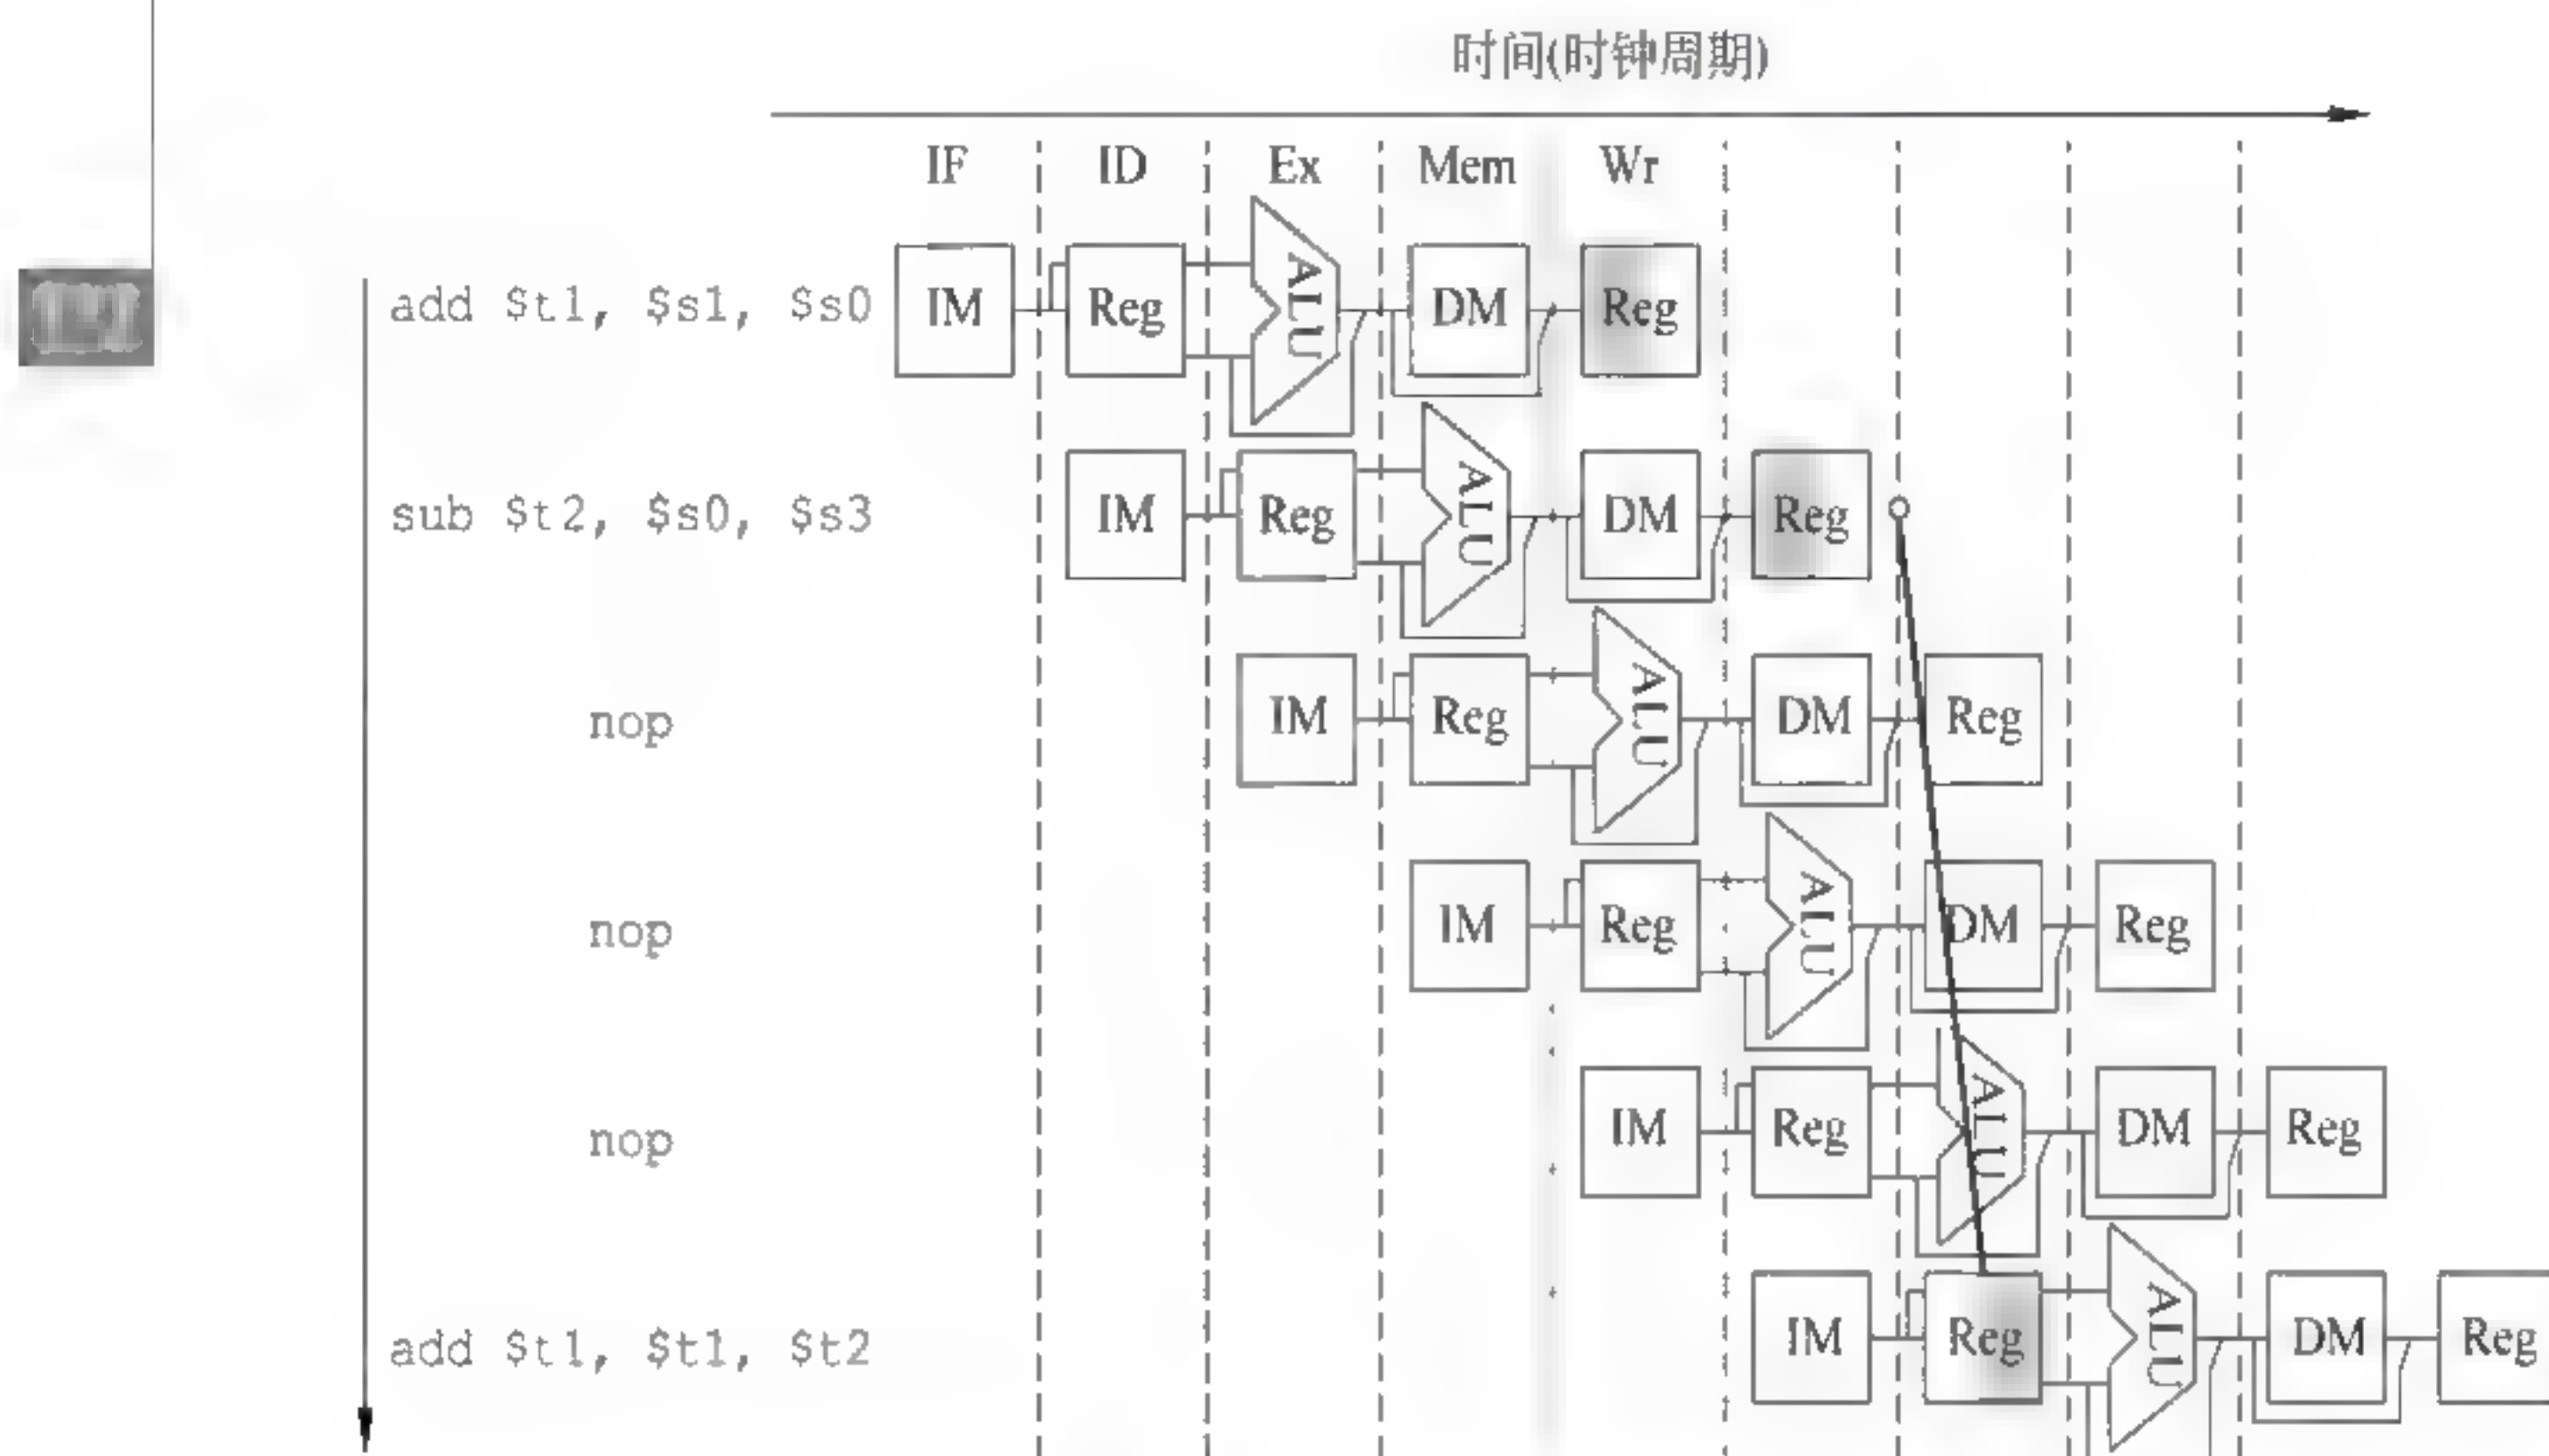 时间(时钟周期)
IF ID Ex Mem Wr
add $t1, $s1, $s0 IM Reg ALU DM Reg
sub $t2, $s0, $s3 IM Reg ALU DM Reg
nop IM Reg ALU DM Reg
nop IM Reg ALU DM Reg
nop IM Reg ALU DM Reg
add $t1, $t1, $t2 IM Reg ALU DM Reg